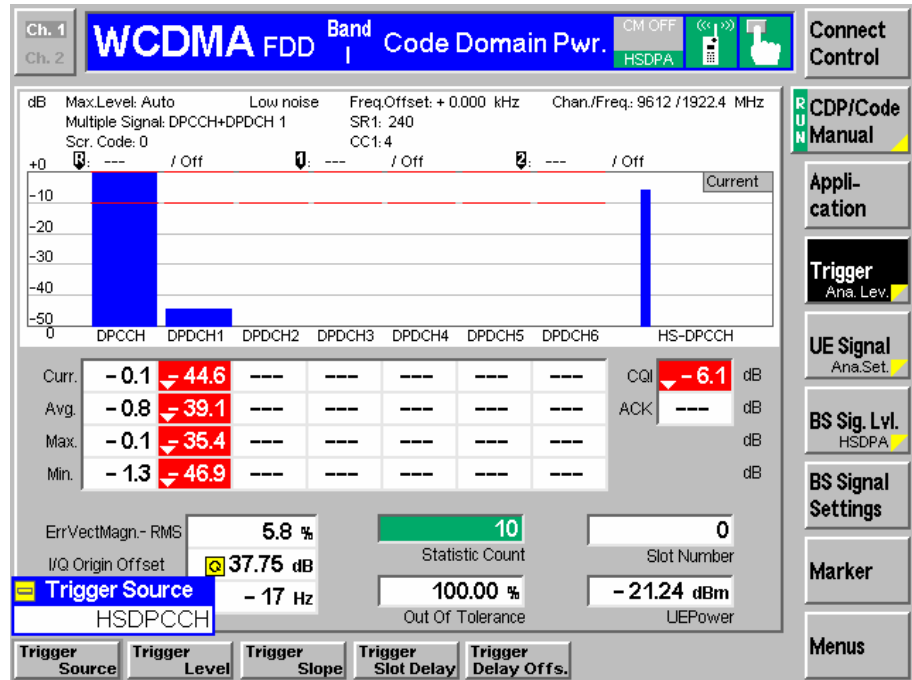 Ch. 1
Ch. 2
WCDMA FDD Band I Code Domain Pwr.
CM OFF
HSDPA
Connect Control
dB Max.Level: Auto Low noise Freq.Offset: + 0.000 kHz Chan./Freq.: 9612 / 1922.4 MHz
Multiple Signal: DPCCH+DPDCH 1 SR1: 240
Scr. Code: 0 CC1: 4
+0 R: --- / Off 1: --- / Off 2: --- / Off
Current
-10
-20
-30
-40
-50
0 DPCCH DPDCH1 DPDCH2 DPDCH3 DPDCH4 DPDCH5 DPDCH6 HS-DPCCH
Curr. - 0.1 - 44.6 --- --- --- --- --- CQI - 6.1 dB
Avg. - 0.8 - 39.1 --- --- --- --- --- ACK --- dB
Max. - 0.1 - 35.4 --- --- --- --- --- dB
Min. - 1.3 - 46.9 --- --- --- --- --- dB
ErrVectMagn.- RMS 5.8 % 10 0
Statistic Count Slot Number
I/Q Origin Offset 37.75 dB
- 17 Hz 100.00 % - 21.24 dBm
Out Of Tolerance UEPower
Trigger Source
HSDPCCH
RUN
CDP/Code Manual
Appli-
cation
Trigger
Ana. Lev.
UE Signal
Ana.Set.
BS Sig. Lvl.
HSDPA
BS Signal
Settings
Marker
Menus
Trigger Source
Trigger Level
Trigger Slope
Trigger Slot Delay
Trigger Delay Offs.